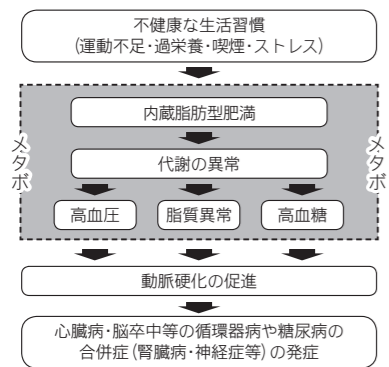 不健康な生活習慣
(運動不足・過栄養・喫煙・ストレス)
メタボ
内蔵脂肪型肥満
代謝の異常
高血圧
脂質異常
高血糖
メタボ
動脈硬化の促進
心臓病・脳卒中等の循環器病や糖尿病の
合併症(腎臓病・神経症等)の発症